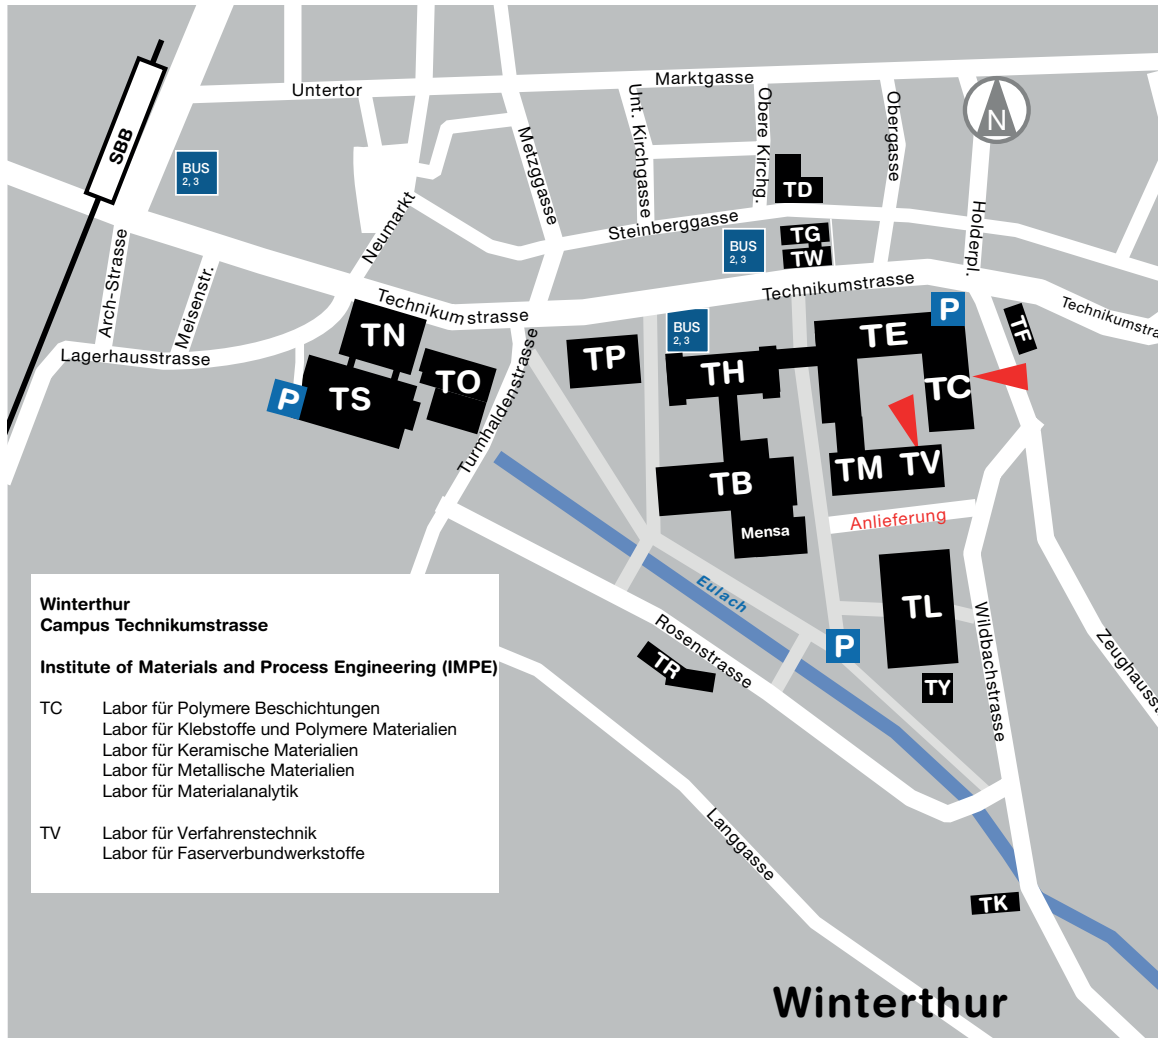 Untertor
Marktgasse
SBB
BUS
2, 3
Metzggasse
Unt. Kirchgasse
Obere Kirchg.
Obergasse
N
TD
Neumarkt
Steinberggasse
BUS
2, 3
TG
TW
Holderpl.
Arch-Strasse
Meisenstr.
Technikumstrasse
Technikumstrasse
Technikumstra
Lagerhausstrasse
TN
TO
TS
P
Turmhaldenstrasse
TP
BUS
2, 3
TH
TE
P
TF
TC
TM
TV
TB
Mensa
Anlieferung
Eulach
TL
P
TY
Rosenstrasse
TR
Wildbachstrasse
Zeughausst
Langgasse
TK
Winterthur
Campus Technikumstrasse
Institute of Materials and Process Engineering (IMPE)
TC Labor für Polymere Beschichtungen
Labor für Klebstoffe und Polymere Materialien
Labor für Keramische Materialien
Labor für Metallische Materialien
Labor für Materialanalytik
TV Labor für Verfahrenstechnik
Labor für Faserverbundwerkstoffe
Winterthur